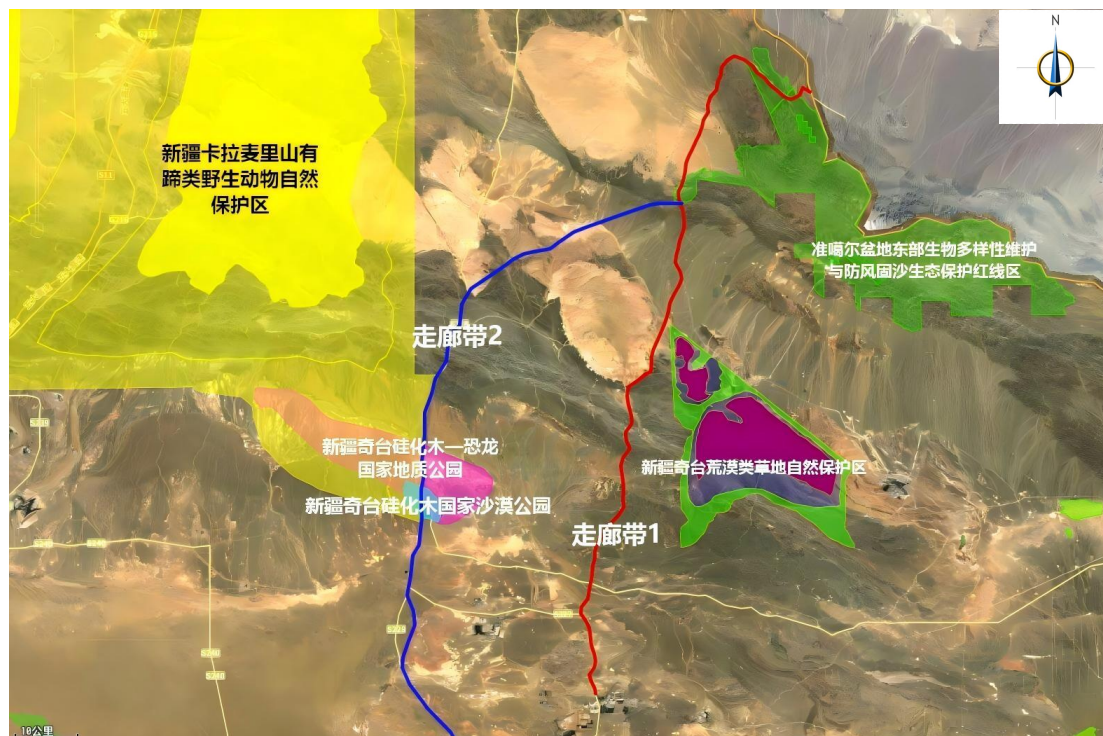 N
新疆卡拉麦里山有
蹄类野生动物自然
保护区
准噶尔盆地东部生物多样性维护
与防风固沙生态保护红线区
走廊带2
新疆奇台硅化木—恐龙
国家地质公园
新疆奇台荒漠类草地自然保护区
新疆奇台硅化木国家沙漠公园
走廊带1
10公里